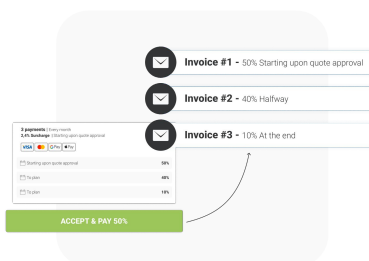 Invoice #1 - 50% Starting upon quote approval
Invoice #2 - 40% Halfway
Invoice #3 - 10% At the end
3 payments | Every month
2,4% Surcharge | Starting upon quote approval
VISA G Pay Pay
Starting upon quote approval 50%
To plan 40%
To plan 10%
ACCEPT & PAY 50%